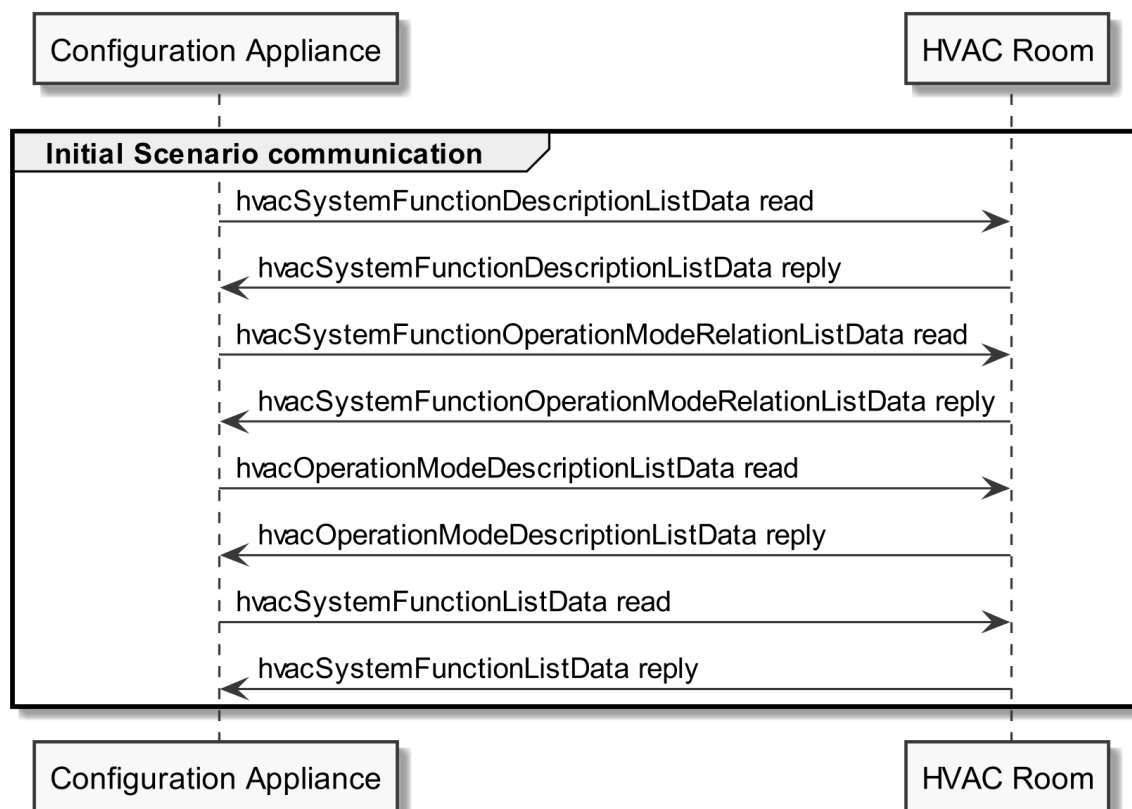 Configuration Appliance
HVAC Room
Initial Scenario communication
hvacSystemFunctionDescriptionListData read
hvacSystemFunctionDescriptionListData reply
hvacSystemFunctionOperationModeRelationListData read
hvacSystemFunctionOperationModeRelationListData reply
hvacOperationModeDescriptionListData read
hvacOperationModeDescriptionListData reply
hvacSystemFunctionListData read
hvacSystemFunctionListData reply
Configuration Appliance
HVAC Room